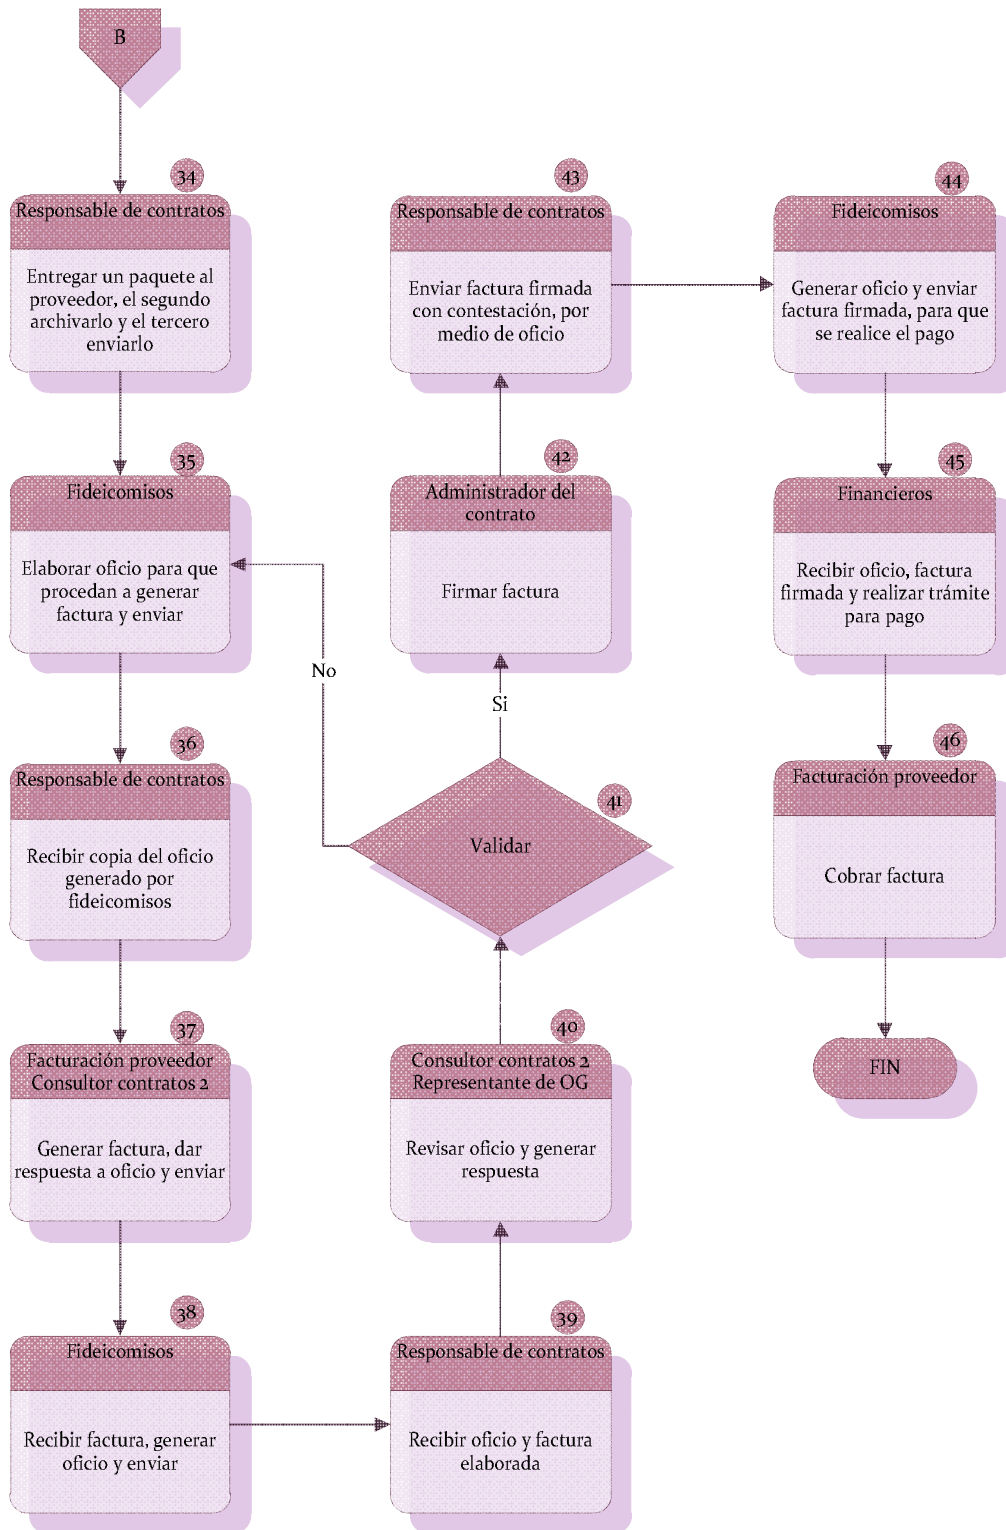 B
34
Responsable de contratos
Entregar un paquete al
proveedor, el segundo
archivarlo y el tercero
enviarlo
35
Fideicomisos
Elaborar oficio para que
procedan a generar
factura y enviar
36
Responsable de contratos
Recibir copia del oficio
generado por
fideicomisos
37
Facturación proveedor
Consultor contratos 2
Generar factura, dar
respuesta a oficio y enviar
38
Fideicomisos
Recibir factura, generar
oficio y enviar
39
Responsable de contratos
Recibir oficio y factura
elaborada
40
Consultor contratos 2
Representante de OG
Revisar oficio y generar
respuesta
41
Validar
No
Si
42
Administrador del
contrato
Firmar factura
43
Responsable de contratos
Enviar factura firmada
con contestación, por
medio de oficio
44
Fideicomisos
Generar oficio y enviar
factura firmada, para que
se realice el pago
45
Financieros
Recibir oficio, factura
firmada y realizar trámite
para pago
46
Facturación proveedor
Cobrar factura
FIN